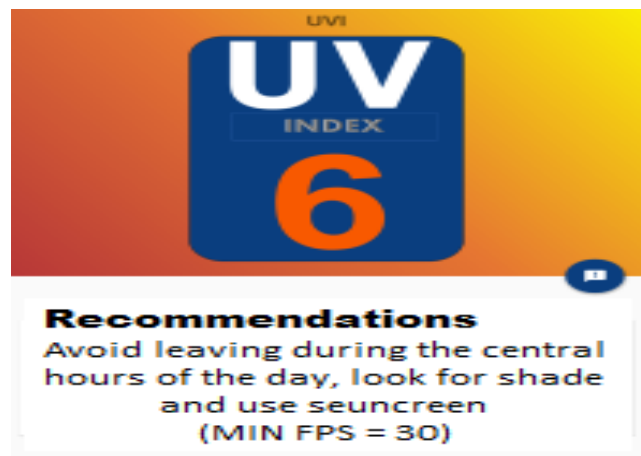 UVI
UV
INDEX
6
Recommendations
Avoid leaving during the central
hours of the day, look for shade
and use seuncreen
(MIN FPS = 30)